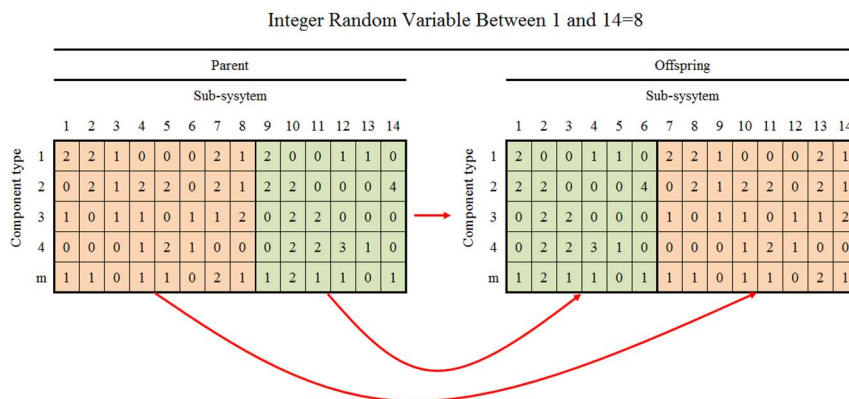 Integer Random Variable Between 1 and 14=8
Parent
Sub-sysytem
1 2 3 4 5 6 7 8 9 10 11 12 13 14
Component type
1 2 2 1 0 0 0 2 1 2 0 0 1 1 0
2 0 2 1 2 2 0 2 1 2 2 0 0 0 4
3 1 0 1 1 0 1 1 2 0 2 2 0 0 0
4 0 0 0 1 2 1 0 0 0 2 2 3 1 0
m 1 1 0 1 1 0 2 1 1 2 1 1 0 1
Offspring
Sub-sysytem
1 2 3 4 5 6 7 8 9 10 11 12 13 14
Component type
1 2 0 0 1 1 0 2 2 1 0 0 0 2 1
2 2 2 0 0 0 4 0 2 1 2 2 0 2 1
3 0 2 2 0 0 0 1 0 1 1 0 1 1 2
4 0 2 2 3 1 0 0 0 0 1 2 1 0 0
m 1 2 1 1 0 1 1 1 0 1 1 0 2 1